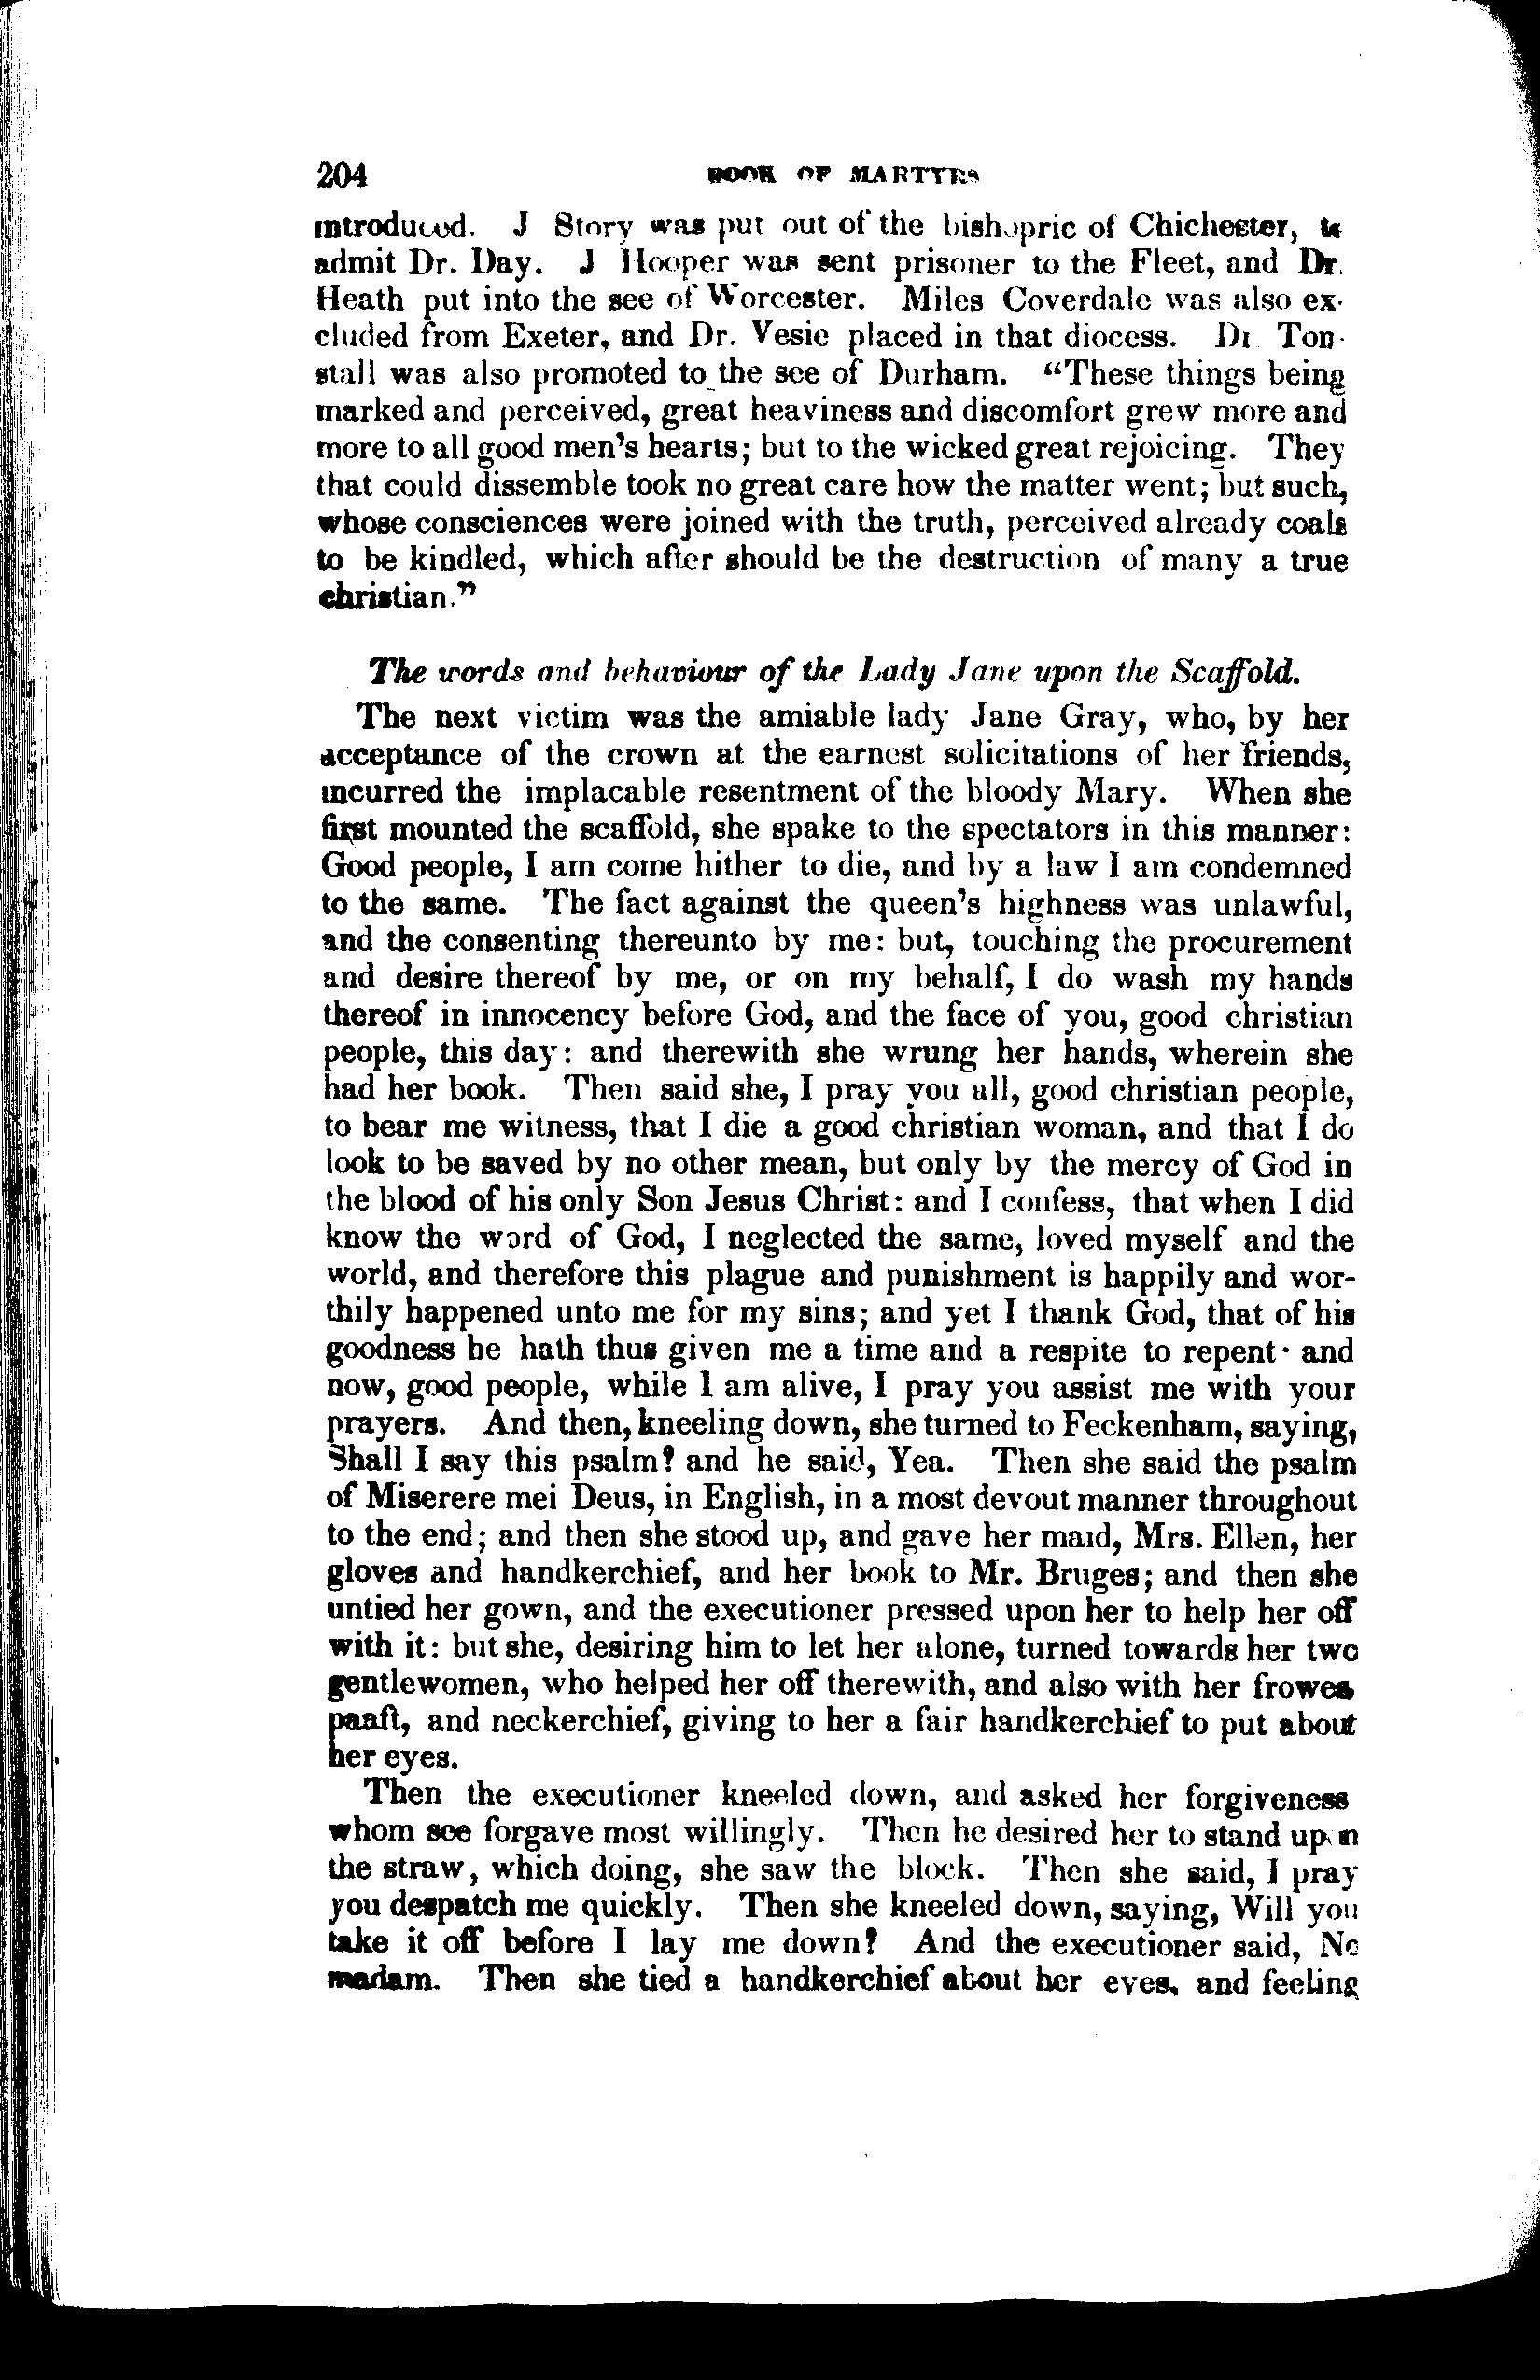 204 BOOK OF MARTYRS
introduced. J Story was put out of the bishopric of Chichester, to
admit Dr. Day. J Hooper was sent prisoner to the Fleet, and Dr.
Heath put into the see of Worcester. Miles Coverdale was also ex-
cluded from Exeter, and Dr. Vesie placed in that diocess. Dr Ton-
stall was also promoted to the see of Durham. “These things being
marked and perceived, great heaviness and discomfort grew more and
more to all good men's hearts; but to the wicked great rejoicing. They
that could dissemble took no great care how the matter went; but such,
whose consciences were joined with the truth, perceived already coals
to be kindled, which after should be the destruction of many a true
christian.”
The words and behaviour of the Lady Jane upon the Scaffold.
The next victim was the amiable lady Jane Gray, who, by her
acceptance of the crown at the earnest solicitations of her friends,
incurred the implacable resentment of the bloody Mary. When she
first mounted the scaffold, she spake to the spectators in this manner:
Good people, I am come hither to die, and by a law I am condemned
to the same. The fact against the queen's highness was unlawful,
and the consenting thereunto by me: but, touching the procurement
and desire thereof by me, or on my behalf, I do wash my hands
thereof in innocency before God, and the face of you, good christian
people, this day: and therewith she wrung her hands, wherein she
had her book. Then said she, I pray you all, good christian people,
to bear me witness, that I die a good christian woman, and that I do
look to be saved by no other mean, but only by the mercy of God in
the blood of his only Son Jesus Christ: and I confess, that when I did
know the word of God, I neglected the same, loved myself and the
world, and therefore this plague and punishment is happily and wor-
thily happened unto me for my sins; and yet I thank God, that of his
goodness he hath thus given me a time and a respite to repent· and
now, good people, while I am alive, I pray you assist me with your
prayers. And then, kneeling down, she turned to Feckenham, saying,
Shall I say this psalm? and he said, Yea. Then she said the psalm
of Miserere mei Deus, in English, in a most devout manner throughout
to the end; and then she stood up, and gave her maid, Mrs. Ellen, her
gloves and handkerchief, and her book to Mr. Bruges; and then she
untied her gown, and the executioner pressed upon her to help her off
with it: but she, desiring him to let her alone, turned towards her two
gentlewomen, who helped her off therewith, and also with her frowes
paaft, and neckerchief, giving to her a fair handkerchief to put about
her eyes.
Then the executioner kneeled down, and asked her forgiveness
whom see forgave most willingly. Then he desired her to stand upon
the straw, which doing, she saw the block. Then she said, I pray
you despatch me quickly. Then she kneeled down, saying, Will you
take it off before I lay me down? And the executioner said, No
madam. Then she tied a handkerchief about her eyes, and feeling